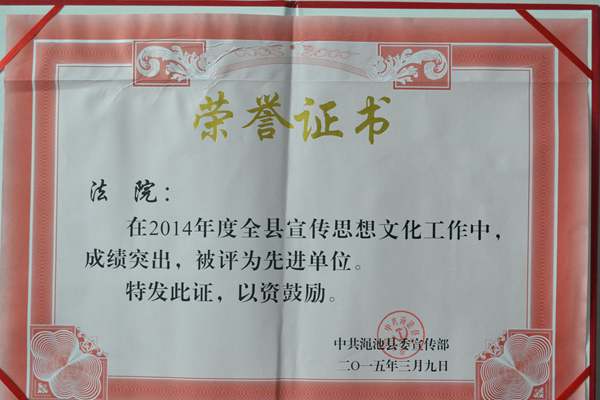 荣誉证书
法 院：
在2014年度全县宣传思想文化工作中，
成绩突出，被评为先进单位。
特发此证，以资鼓励。
中共渑池县委宣传部
二〇一五年三月九日